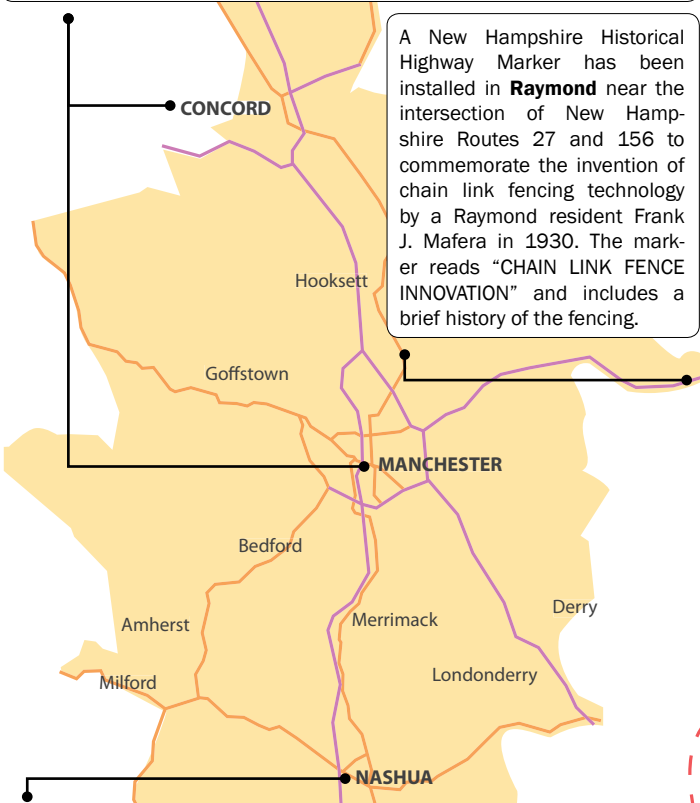 A New Hampshire Historical
Highway Marker has been
installed in Raymond near the
intersection of New Hamp-
shire Routes 27 and 156 to
commemorate the invention of
chain link fencing technology
by a Raymond resident Frank
J. Mafera in 1930. The mark-
er reads “CHAIN LINK FENCE
INNOVATION” and includes a
brief history of the fencing.
CONCORD
Hooksett
Goffstown
MANCHESTER
Bedford
Amherst
Merrimack
Derry
Milford
Londonderry
NASHUA